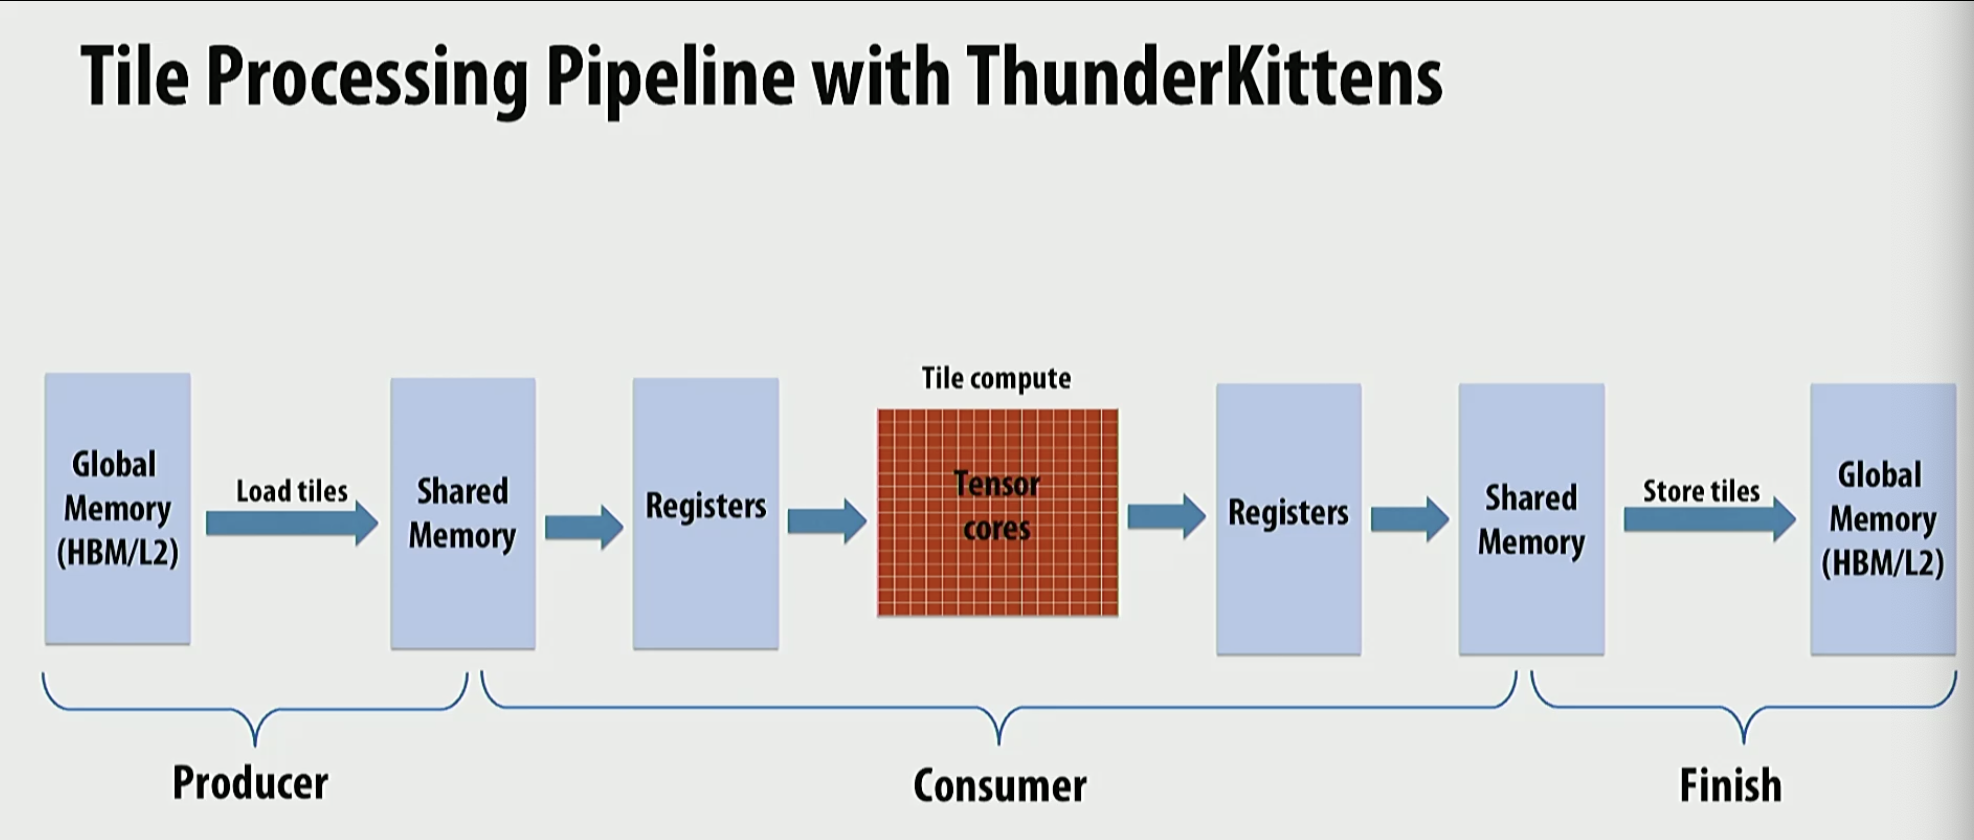 Tile Processing Pipeline with ThunderKittens
Tile compute
Global
Memory
(HBM/L2)
Load tiles
Shared
Memory
Registers
Tensor
cores
Registers
Shared
Memory
Store tiles
Global
Memory
(HBM/L2)
Producer
Consumer
Finish